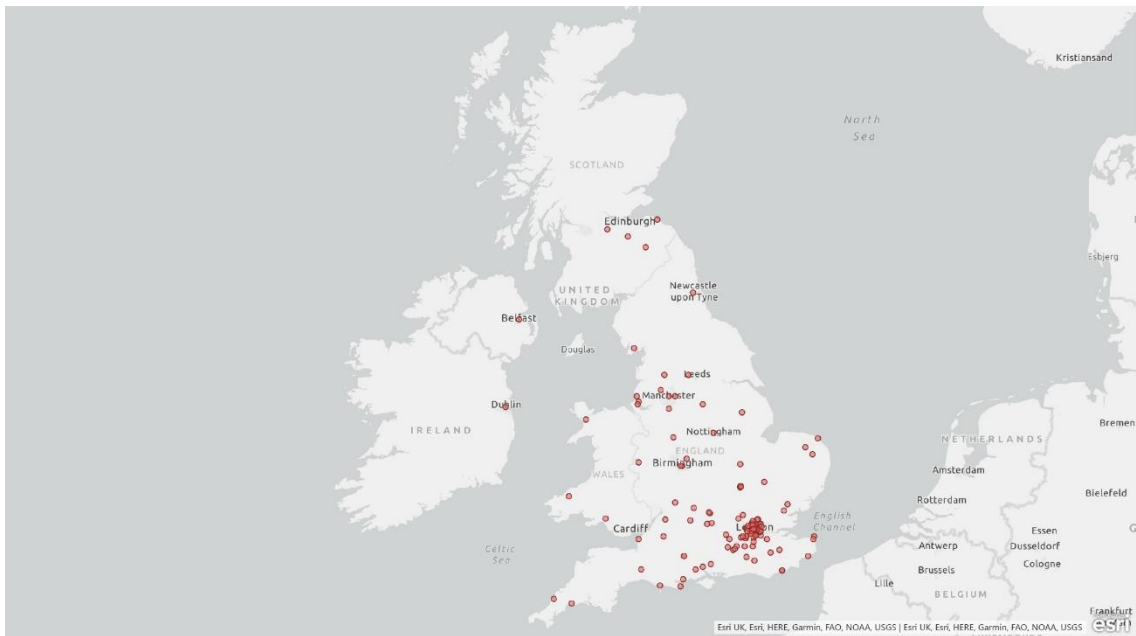 Kristiansand
North
Sea
SCOTLAND
Edinburgh
Esbjerg
Newcastle
upon Tyne
UNITED
KINGDOM
Belfast
Douglas
Leeds
Manchester
Dublin
Bremen
IRELAND
Nottingham
NETHERLANDS
ENGLAND
Birmingham
WALES
Amsterdam
Rotterdam
Bielefeld
English
Channel
London
Cardiff
Essen
Antwerp
Dusseldorf
Celtic
Sea
Cologne
Brussels
Lille
BELGIUM
Frankfurt
Esri UK, Esri, HERE, Garmin, FAO, NOAA, USGS | Esri UK, Esri, HERE, Garmin, FAO, NOAA, USGS
esri